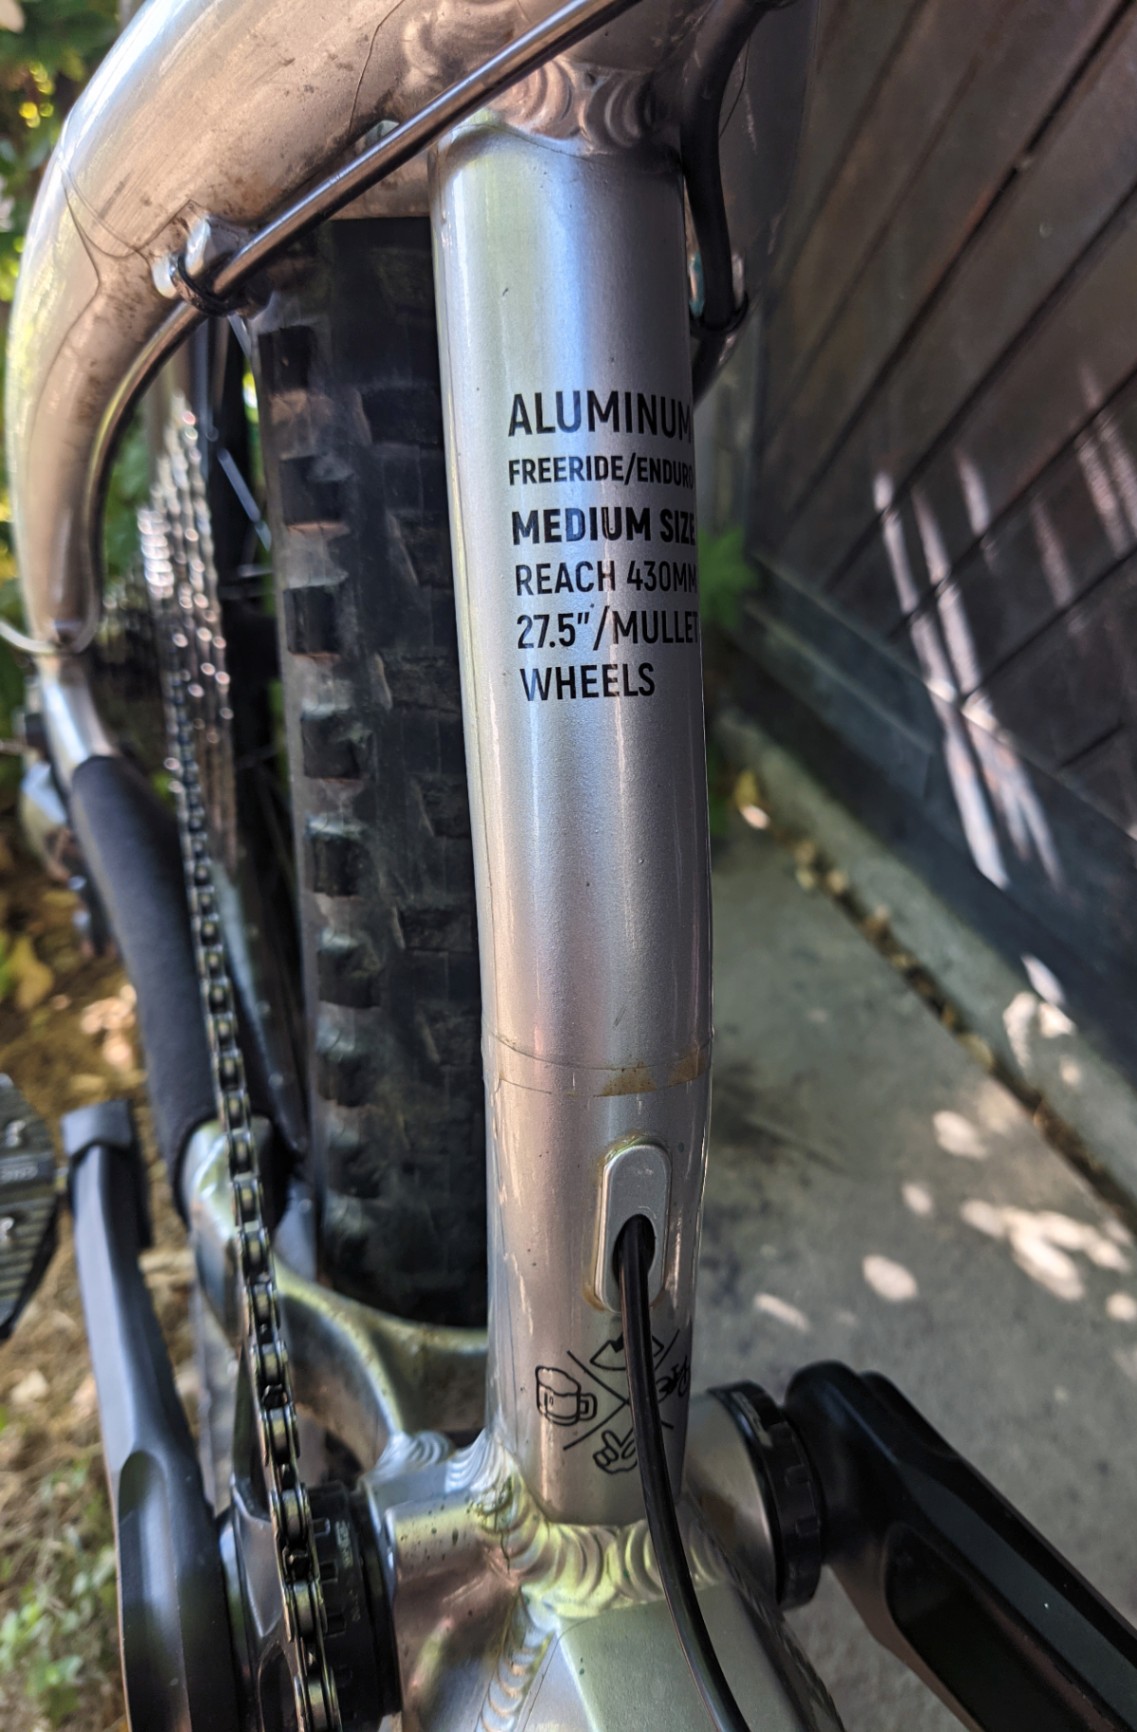 ALUMINUM
FREERIDE/ENDURO
MEDIUM SIZE
REACH 430MM
27.5"/MULLET
WHEELS